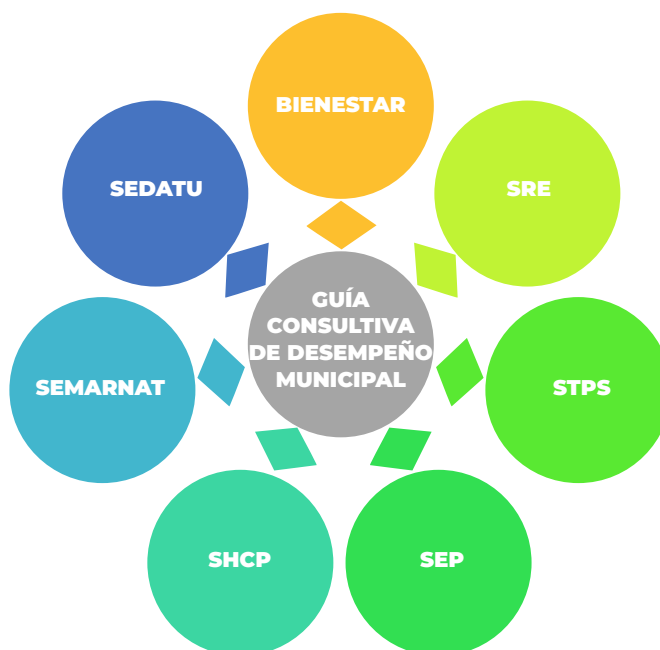 BIENESTAR
SEDATU
SRE
GUÍA
CONSULTIVA
DE DESEMPEÑO
MUNICIPAL
SEMARNAT
STPS
SHCP
SEP